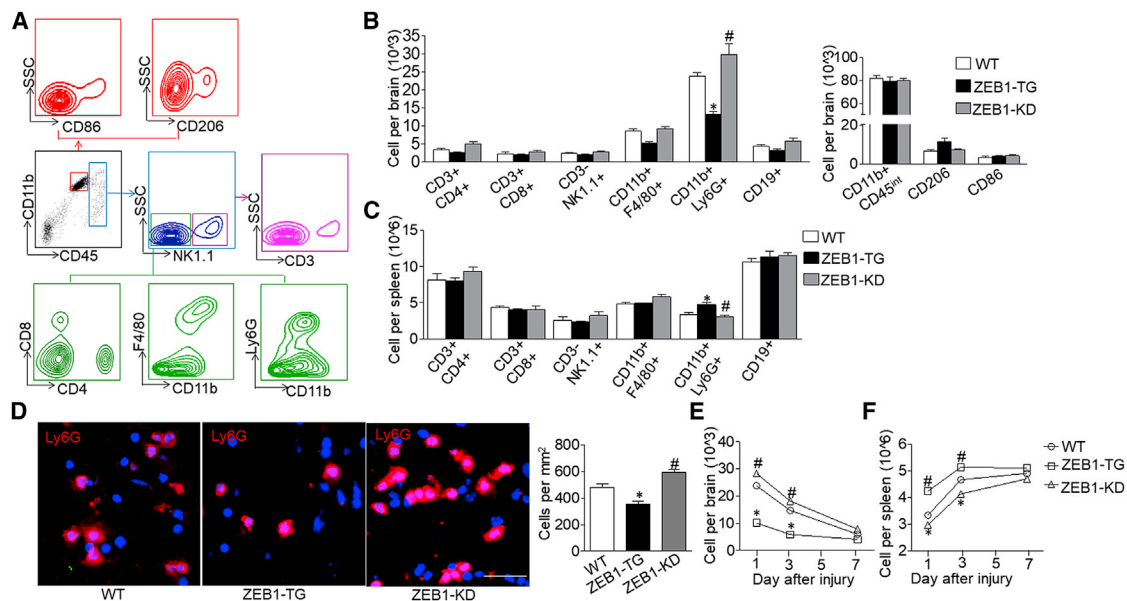 A
SSC
CD86
SSC
CD206
CD11b
CD45
SSC
NK1.1
SSC
CD3
CD8
CD4
F4/80
CD11b
Ly6G
CD11b
B
Cell per brain (10^3)
35
30
25
20
15
10
5
0
*
#
CD3+
CD4+
CD3+
CD8+
CD3-
NK1.1+
CD11b+
F4/80+
CD11b+
Ly6G+
CD19+
Cell per brain (10^3)
100
80
60
10
0
CD11b+
CD45int
CD206
CD86
WT
ZEB1-TG
ZEB1-KD
C
Cell per spleen (10^6)
15
10
5
0
*
#
CD3+
CD4+
CD3+
CD8+
CD3-
NK1.1+
CD11b+
F4/80+
CD11b+
Ly6G+
CD19+
WT
ZEB1-TG
ZEB1-KD
D
Ly6G
Ly6G
Ly6G
WT
ZEB1-TG
ZEB1-KD
Cells per mm2
800
600
400
200
0
*
#
WT
ZEB1-TG
ZEB1-KD
E
Cell per brain (10^3)
40
30
20
10
0
#
#
*
*
1 3 5 7
Day after injury
F
Cell per spleen (10^6)
6
5
4
3
2
#
#
*
*
1 3 5 7
Day after injury
WT
ZEB1-TG
ZEB1-KD